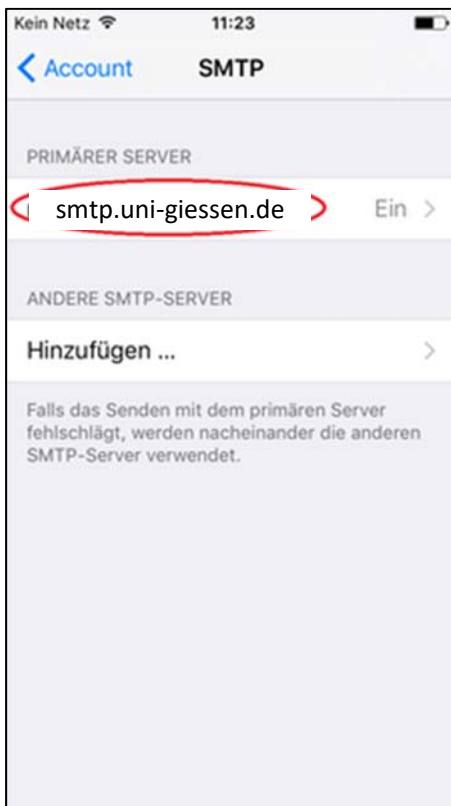 Kein Netz 11:23
Account SMTP
PRIMÄRER SERVER
smtp.uni-giessen.de Ein
ANDERE SMTP-SERVER
Hinzufügen ...
Falls das Senden mit dem primären Server
fehlschlägt, werden nacheinander die anderen
SMTP-Server verwendet.